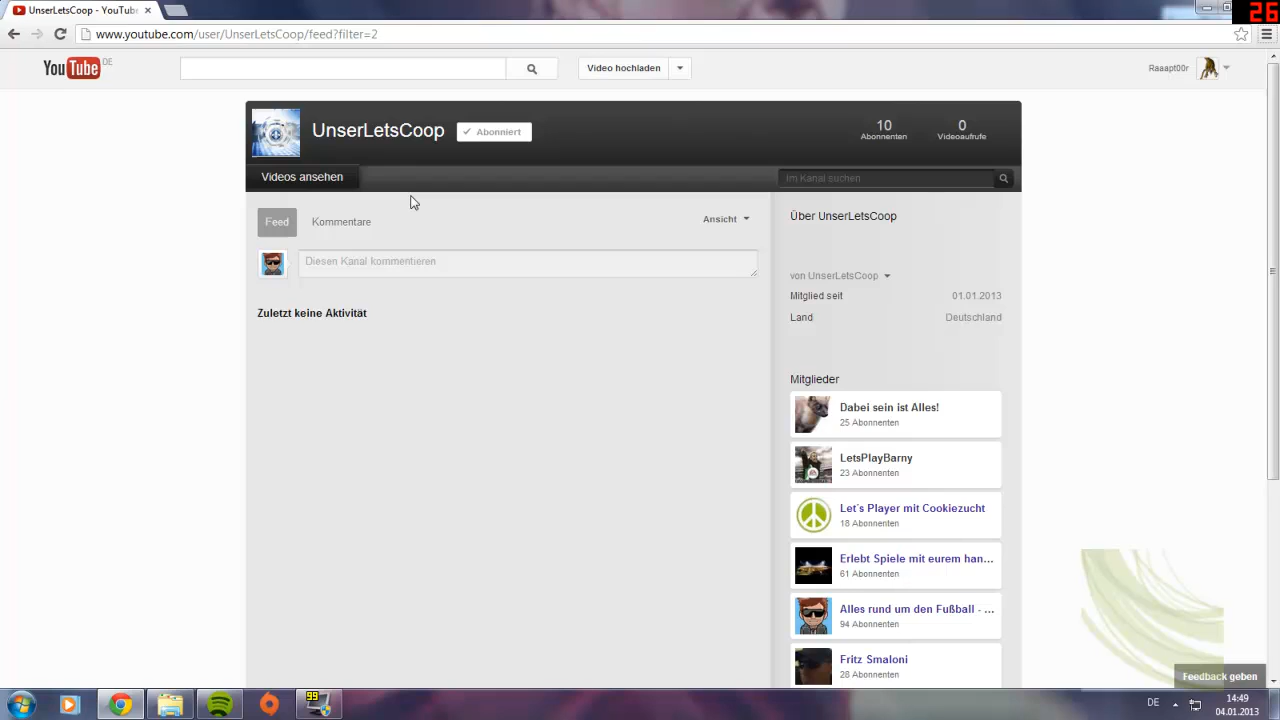 UnserLetsCoop - YouTube
26
www.youtube.com/user/UnserLetsCoop/feed?filter=2
YouTube DE
Video hochladen
Raaapt00r
UnserLetsCoop
Abonniert
10
Abonnenten
0
Videoaufrufe
Videos ansehen
Im Kanal suchen
Feed
Kommentare
Ansicht
Diesen Kanal kommentieren
Zuletzt keine Aktivität
Über UnserLetsCoop
von UnserLetsCoop
Mitglied seit 01.01.2013
Land Deutschland
Mitglieder
Dabei sein ist Alles!
25 Abonnenten
LetsPlayBarny
23 Abonnenten
Let´s Player mit Cookiezucht
18 Abonnenten
Erlebt Spiele mit eurem han...
61 Abonnenten
Alles rund um den Fußball - ...
94 Abonnenten
Fritz Smaloni
28 Abonnenten
Feedback geben
99
DE
14:49
04.01.2013